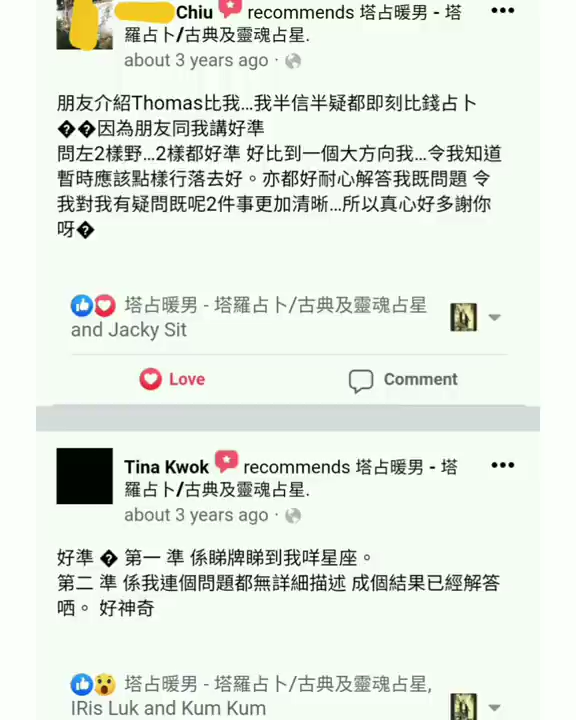 Chiu recommends 塔占暖男 - 塔
羅占卜/古典及靈魂占星.
about 3 years ago ·
朋友介紹Thomas比我…我半信半疑都即刻比錢占卜
��因為朋友同我講好準
問左2樣野…2樣都好準 好比到一個大方向我…令我知道
暫時應該點樣行落去好。亦都好耐心解答我既問題 令
我對我有疑問既呢2件事更加清晰…所以真心好多謝你
呀�
塔占暖男 - 塔羅占卜/古典及靈魂占星
and Jacky Sit
Love Comment
Tina Kwok recommends 塔占暖男 - 塔
羅占卜/古典及靈魂占星.
about 3 years ago ·
好準 � 第一 準 係睇牌睇到我咩星座。
第二 準 係我連個問題都無詳細描述 成個結果已經解答
哂。 好神奇
塔占暖男 - 塔羅占卜/古典及靈魂占星,
IRis Luk and Kum Kum